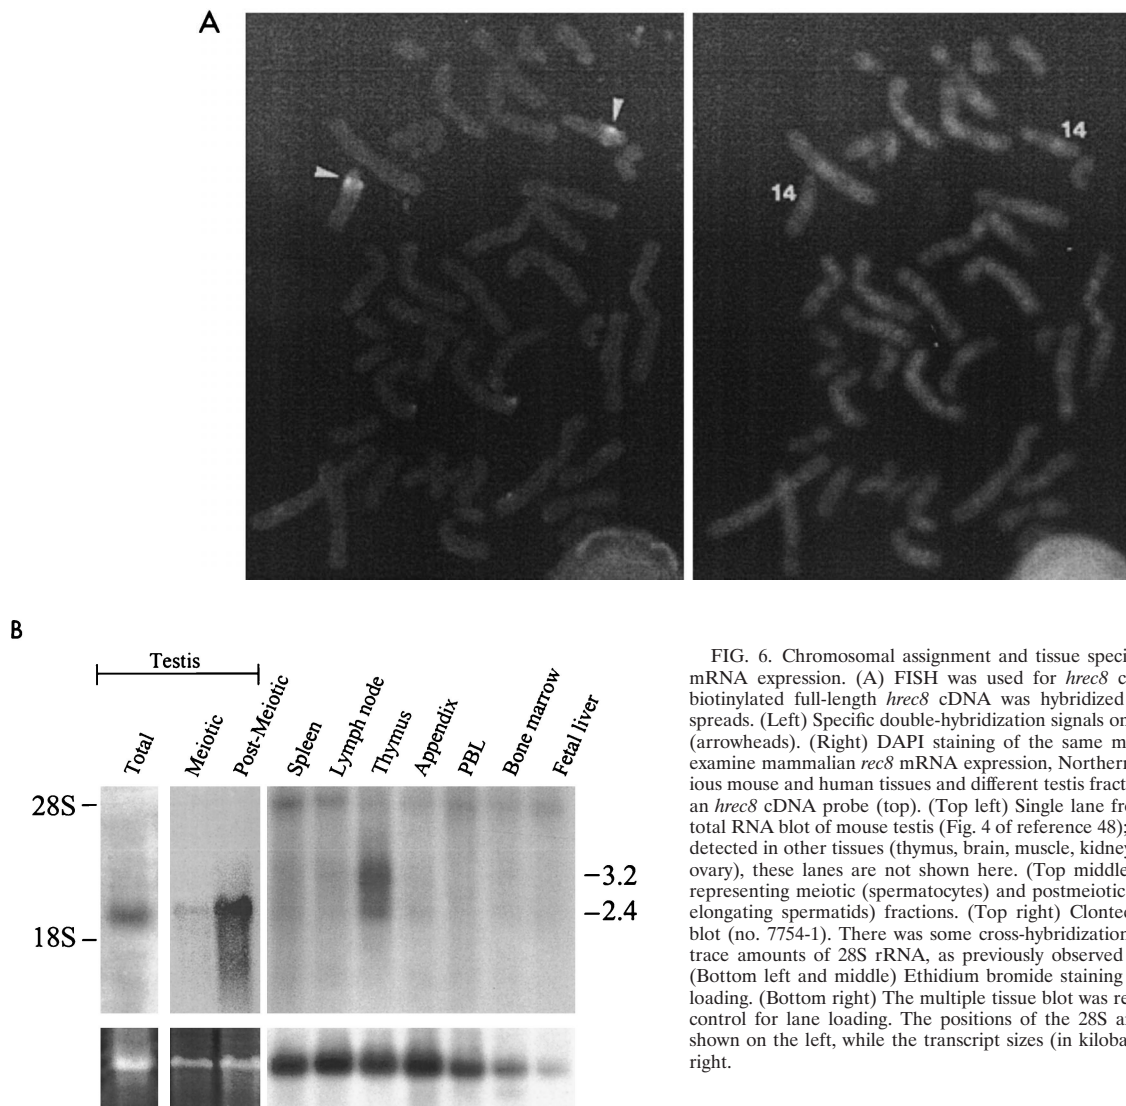 A
14
14
B
Testis
Total
Meiotic
Post-Meiotic
Spleen
Lymph node
Thymus
Appendix
PBL
Bone marrow
Fetal liver
28S
18S
3.2
2.4
FIG. 6. Chromosomal assignment and tissue speci
mRNA expression. (A) FISH was used for hrec8 c
biotinylated full-length hrec8 cDNA was hybridized
spreads. (Left) Specific double-hybridization signals on
(arrowheads). (Right) DAPI staining of the same m
examine mammalian rec8 mRNA expression, Northern
ious mouse and human tissues and different testis fract
an hrec8 cDNA probe (top). (Top left) Single lane fro
total RNA blot of mouse testis (Fig. 4 of reference 48);
detected in other tissues (thymus, brain, muscle, kidney
ovary), these lanes are not shown here. (Top middle
representing meiotic (spermatocytes) and postmeiotic
elongating spermatids) fractions. (Top right) Clontec
blot (no. 7754-1). There was some cross-hybridization
trace amounts of 28S rRNA, as previously observed
(Bottom left and middle) Ethidium bromide staining
loading. (Bottom right) The multiple tissue blot was re
control for lane loading. The positions of the 28S a
shown on the left, while the transcript sizes (in kiloba
right.